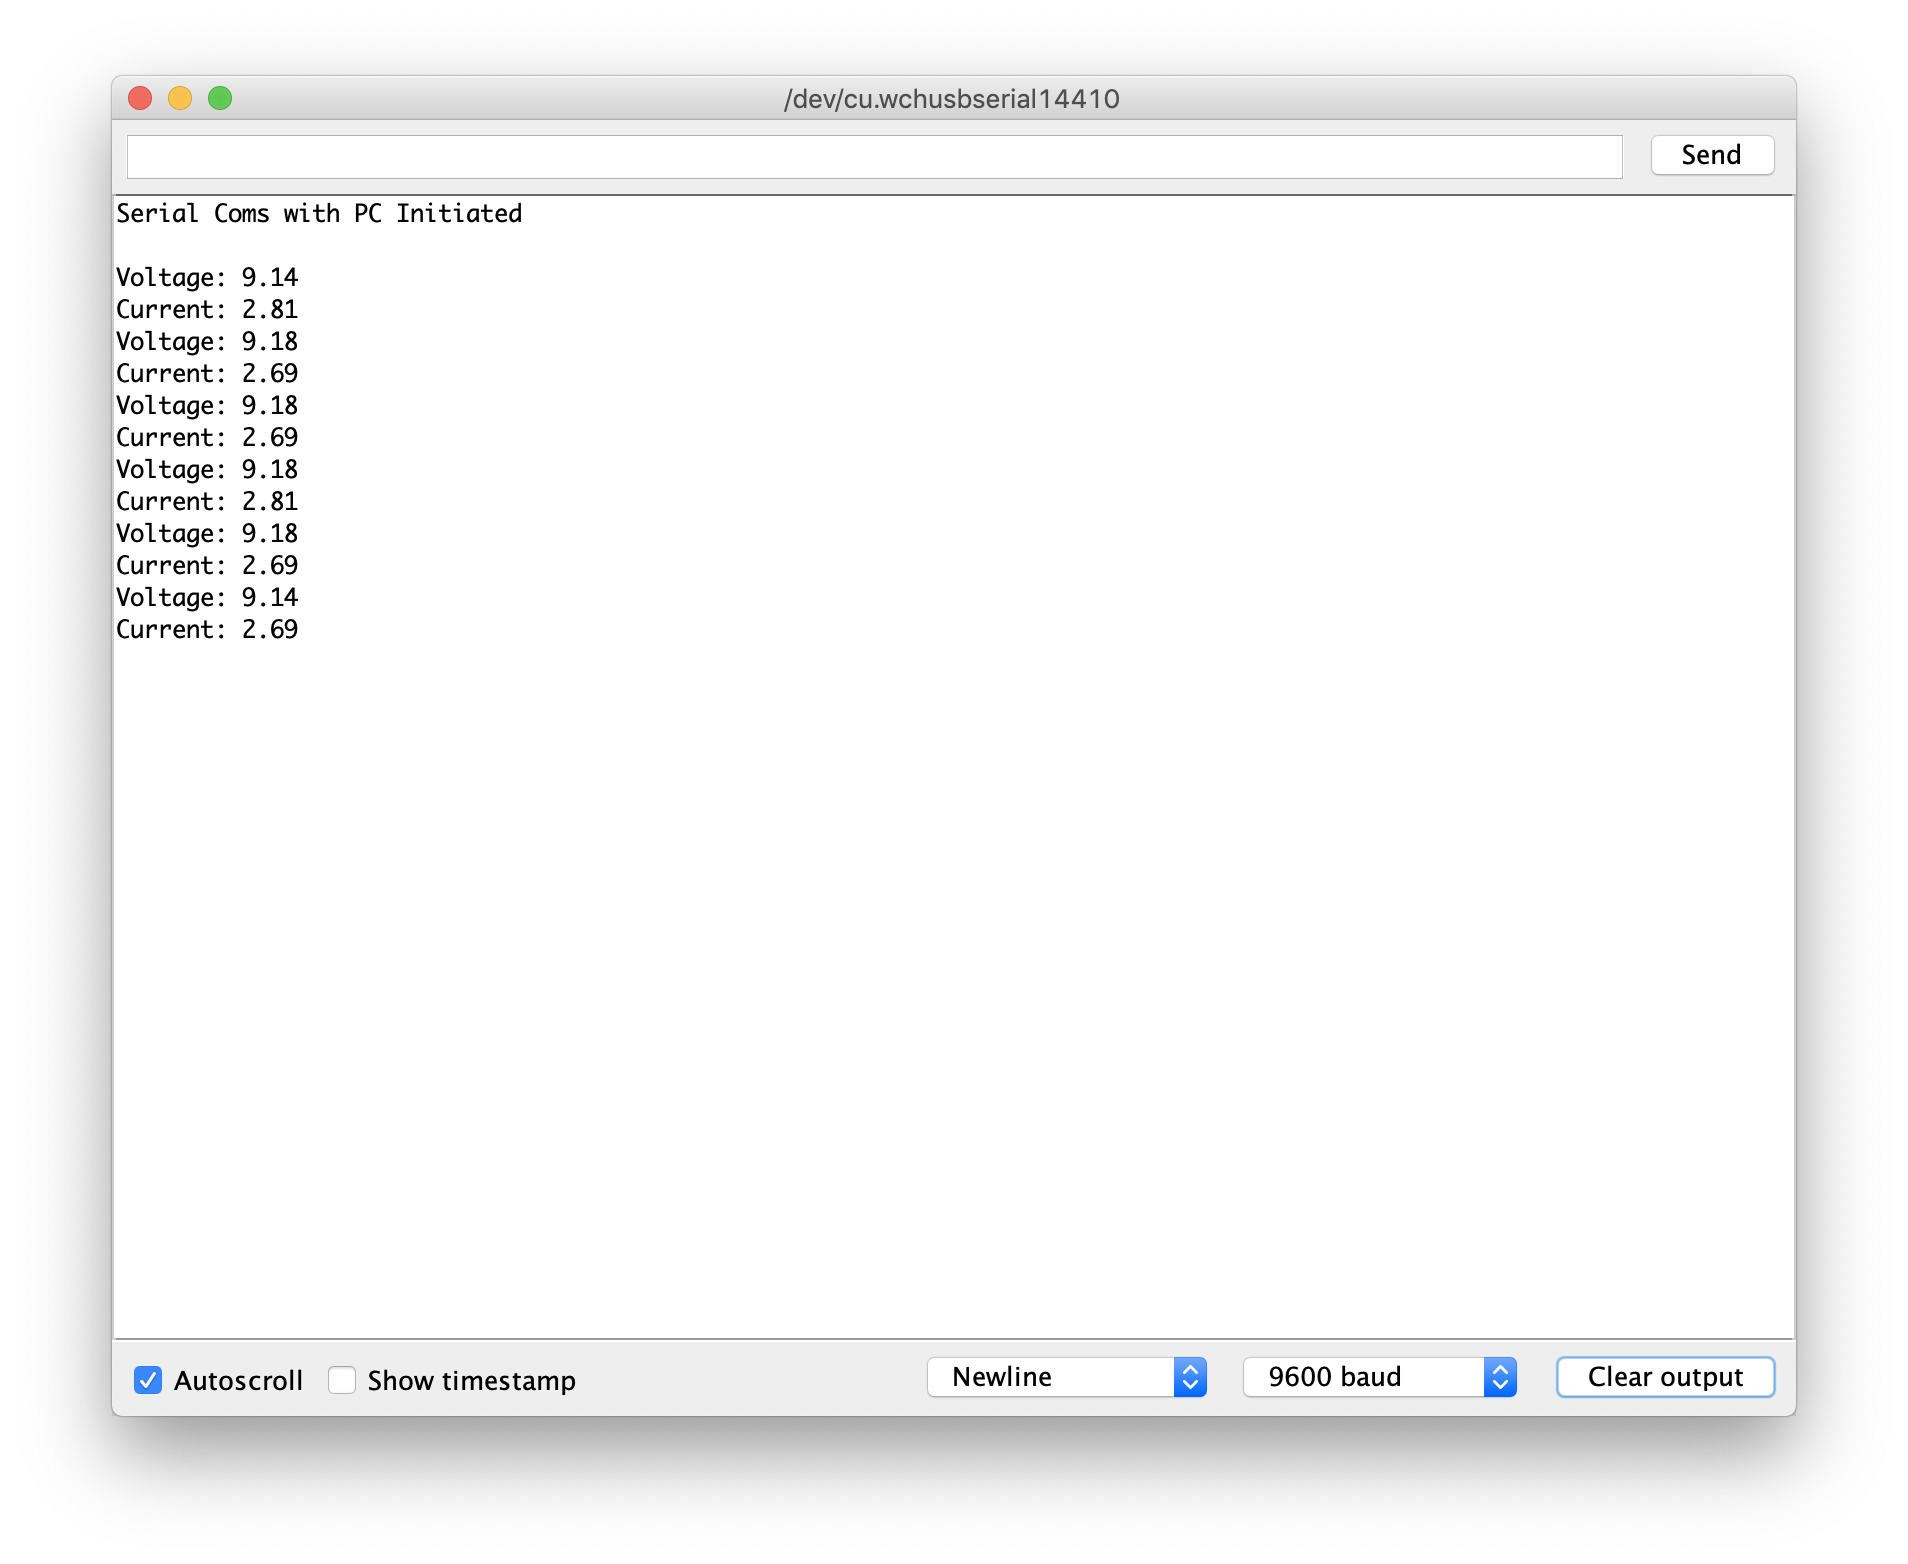 /dev/cu.wchusbserial14410
Send
Serial Coms with PC Initiated
Voltage: 9.14
Current: 2.81
Voltage: 9.18
Current: 2.69
Voltage: 9.18
Current: 2.69
Voltage: 9.18
Current: 2.81
Voltage: 9.18
Current: 2.69
Voltage: 9.14
Current: 2.69
Autoscroll Show timestamp Newline 9600 baud Clear output